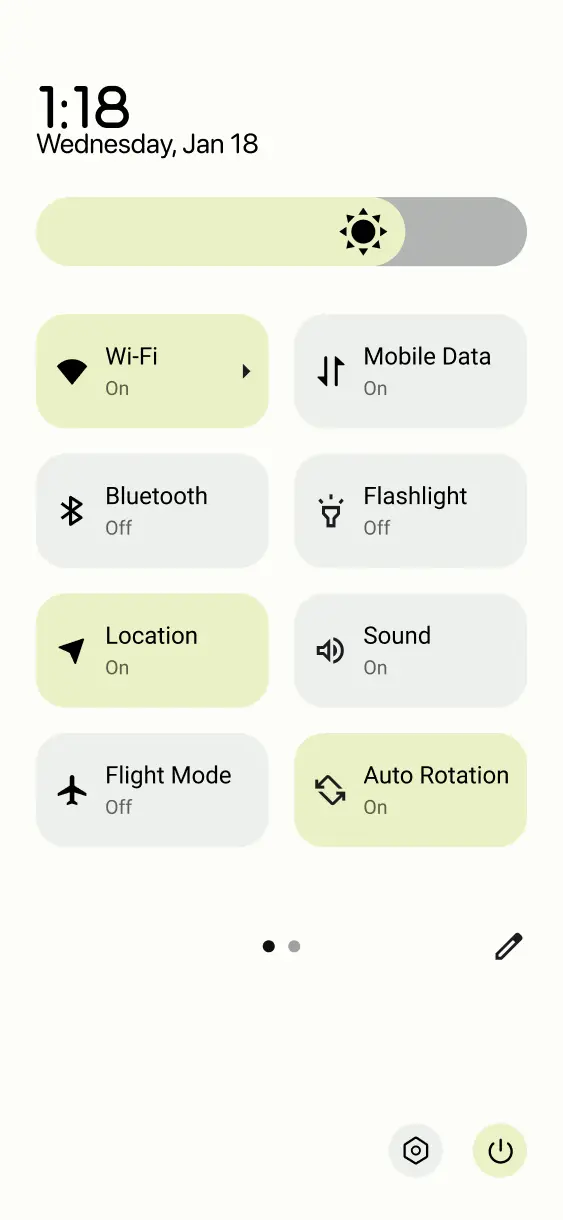 1:18
Wednesday, Jan 18
Wi-Fi
On
Mobile Data
On
Bluetooth
Off
Flashlight
Off
Location
On
Sound
On
Flight Mode
Off
Auto Rotation
On